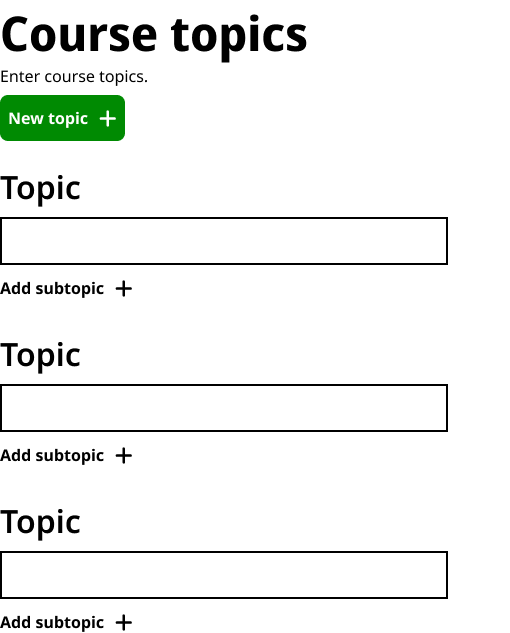 Course topics
Enter course topics.
New topic
Topic
Add subtopic
Topic
Add subtopic
Topic
Add subtopic